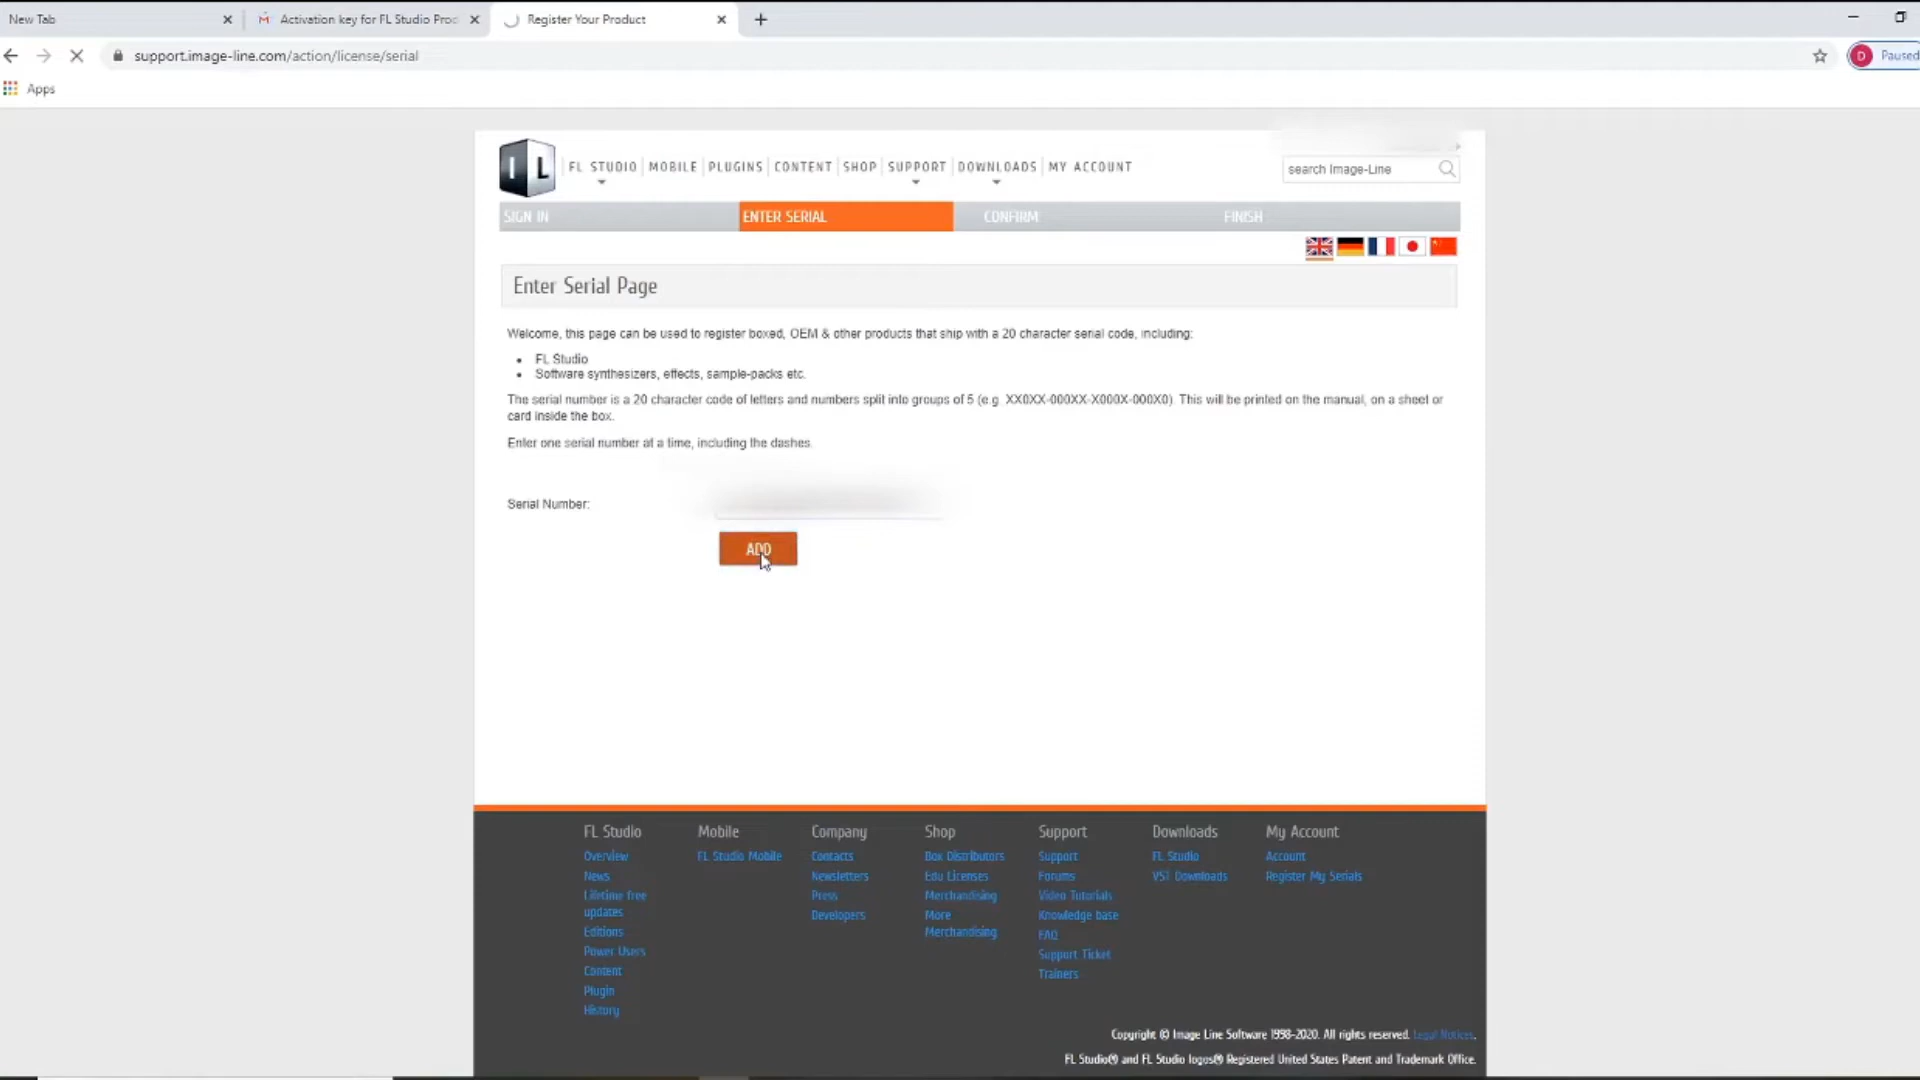 New Tab
Activation key for FL Studio Proc
Register Your Product
support.image-line.com/action/license/serial
D
Paused
Apps
IL
FL STUDIO
MOBILE
PLUGINS
CONTENT
SHOP
SUPPORT
DOWNLOADS
MY ACCOUNT
search Image-Line
SIGN IN
ENTER SERIAL
CONFIRM
FINISH
Enter Serial Page
Welcome, this page can be used to register boxed, OEM & other products that ship with a 20 character serial code, including:
FL Studio
Software synthesizers, effects, sample-packs etc.
The serial number is a 20 character code of letters and numbers split into groups of 5 (e.g. XX0XX-000XX-X000X-000X0). This will be printed on the manual, on a sheet or
card inside the box.
Enter one serial number at a time, including the dashes.
Serial Number:
ADD
FL Studio
Overview
News
Lifetime free
updates
Editions
Power Users
Content
Plugin
History
Mobile
FL Studio Mobile
Company
Contacts
Newsletters
Press
Developers
Shop
Box Distributors
Edu Licenses
Merchandising
More
Merchandising
Support
Support
Forums
Video Tutorials
Knowledge base
FAQ
Support Ticket
Trainers
Downloads
FL Studio
VST Downloads
My Account
Account
Register My Serials
Copyright © Image Line Software 1998-2020. All rights reserved. Legal Notices.
FL Studio® and FL Studio logos® Registered United States Patent and Trademark Office.